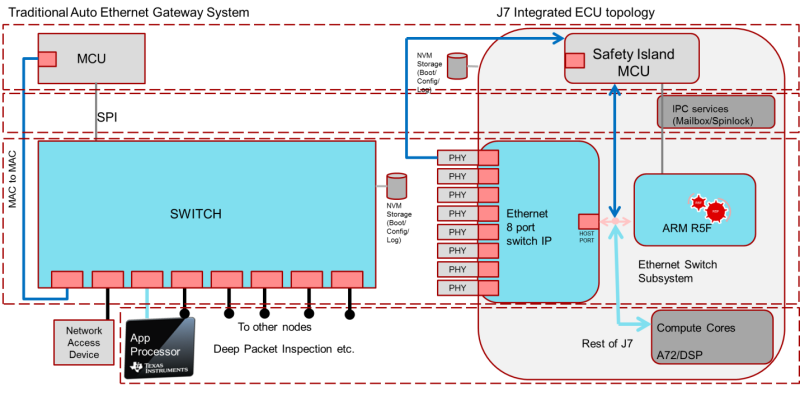 Traditional Auto Ethernet Gateway System
J7 Integrated ECU topology
MCU
SPI
MAC to MAC
SWITCH
NVM
Storage
(Boot/
Config/
Log)
Network
Access
Device
App
Processor
TEXAS
INSTRUMENTS
To other nodes
Deep Packet Inspection etc.
NVM
Storage
(Boot/
Config/
Log)
Safety Island
MCU
IPC services
(Mailbox/Spinlock)
PHY
PHY
PHY
PHY
PHY
PHY
PHY
PHY
Ethernet
8 port
switch IP
HOST
PORT
ARM R5F
Ethernet Switch
Subsystem
Rest of J7
Compute Cores
A72/DSP